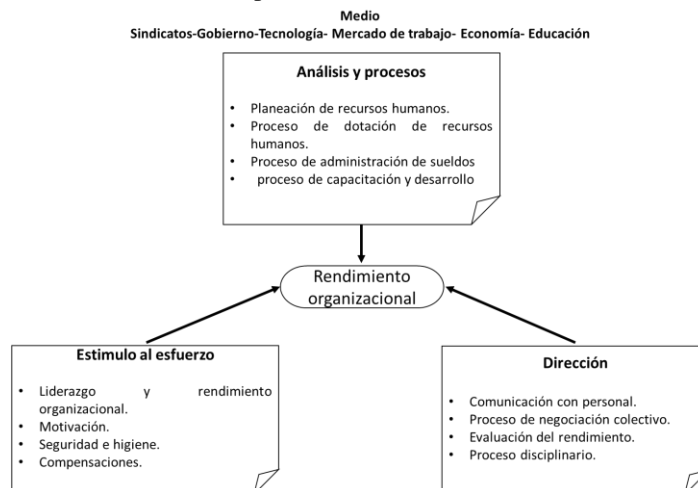 Medio
Sindicatos-Gobierno-Tecnología- Mercado de trabajo- Economía- Educación
Análisis y procesos
• Planeación de recursos humanos.
• Proceso de dotación de recursos
humanos.
• Proceso de administración de sueldos
• proceso de capacitación y desarrollo
Rendimiento
organizacional
Estimulo al esfuerzo
• Liderazgo y rendimiento
organizacional.
• Motivación.
• Seguridad e higiene.
• Compensaciones.
Dirección
• Comunicación con personal.
• Proceso de negociación colectivo.
• Evaluación del rendimiento.
• Proceso disciplinario.